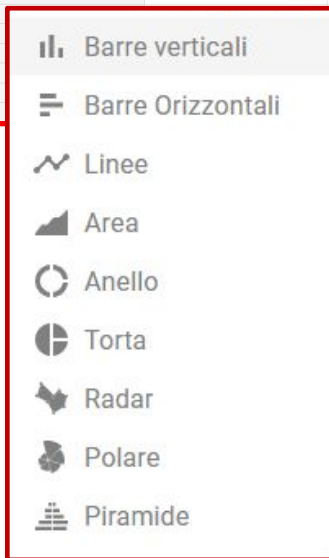 Barre verticali
Barre Orizzontali
Linee
Area
Anello
Torta
Radar
Polare
Piramide